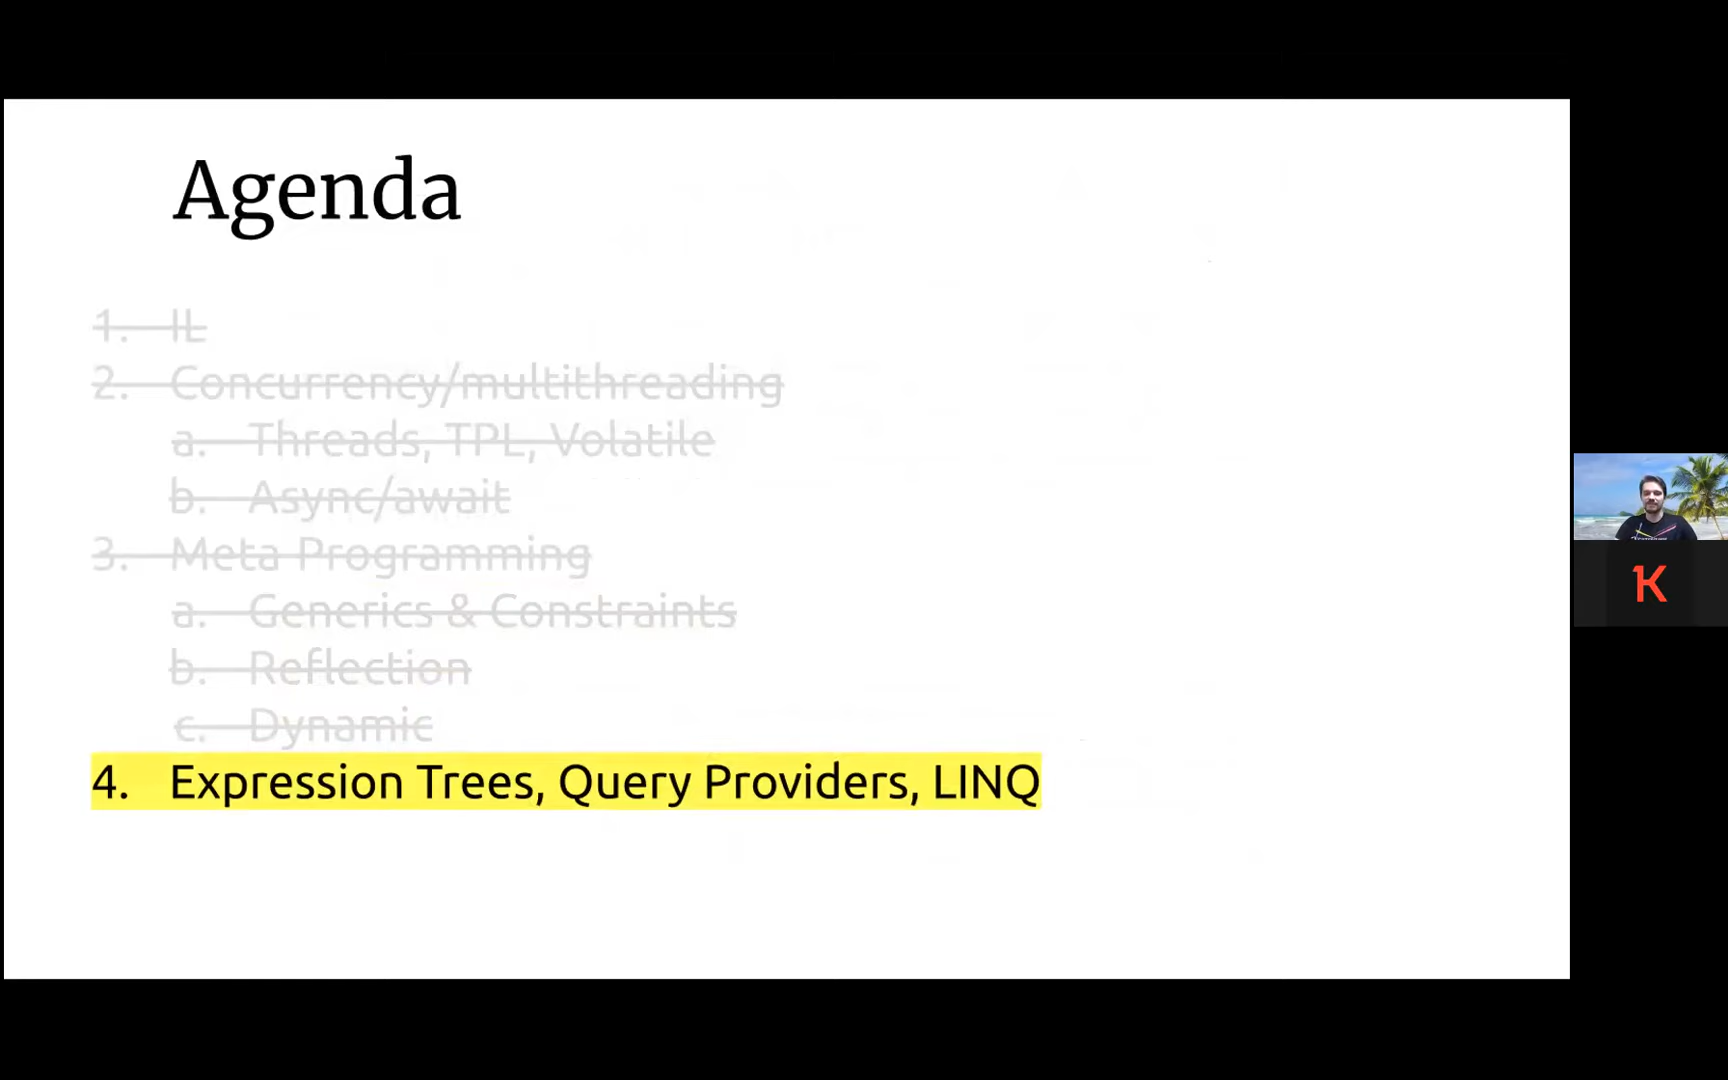 Agenda
1. IL
2. Concurrency/multithreading
a. Threads, TPL, Volatile
b. Async/await
3. Meta Programming
a. Generics & Constraints
b. Reflection
c. Dynamic
4. Expression Trees, Query Providers, LINQ
K